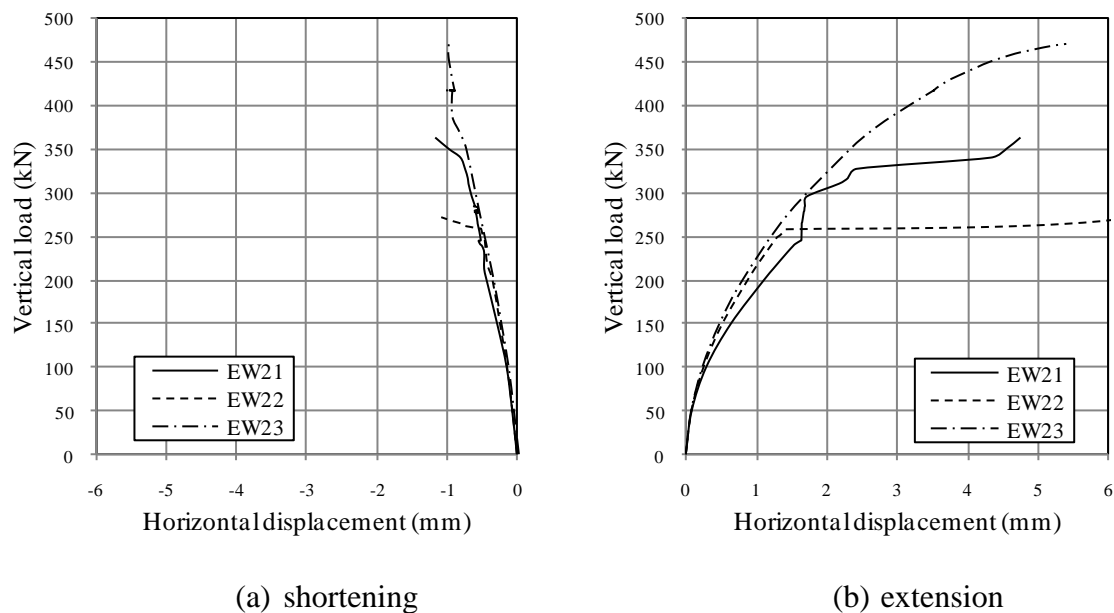 500
450
400
350
300
250
200
150
100
50
0
Vertical load (kN)
EW21
EW22
EW23
-6 -5 -4 -3 -2 -1 0
Horizontal displacement (mm)
(a) shortening
500
450
400
350
300
250
200
150
100
50
0
Vertical load (kN)
EW21
EW22
EW23
0 1 2 3 4 5 6
Horizontal displacement (mm)
(b) extension